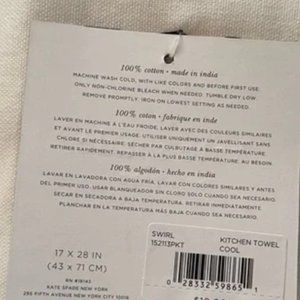 100% cotton · made in india
MACHINE WASH COLD, WITH LIKE COLORS AND BEFORE FIRST USE.
ONLY NON-CHLORINE BLEACH WHEN NEEDED. TUMBLE DRY LOW.
REMOVE PROMPTLY. IRON ON LOWEST SETTING AS NEEDED.
100% coton · fabrique en inde
LAVER EN MACHINE A L'EAU FROIDE. LAVER AVEC DES COULEURS SIMILAIRES
ET AVANT LE PREMIER USAGE. UTILISER UNIQUEMENT UN JAVELLISANT SANS
CHLORE SI NÉCESSAIRE. SÉCHER PAR CULBUTAGE À BASSE TEMPÉRATURE.
RETIRER RAPIDEMENT. REPASSER À LA PLUS BASSE TEMPÉRATURE. AU BESOIN.
100% algodón · hecho en india
LAVAR EN LAVADORA CON AGUA FRÍA. LAVAR CON COLORES SIMILARES Y ANTES
DEL PRIMER USO. USAR BLANQUEADOR SIN CLORO SOLO CUANDO SEA NECESARIO.
SECAR EN SECADORA A BAJA TEMPERATURA. RETIRAR INMEDIATAMENTE.
PLANCHAR EN LA TEMPERATURA MÁS BAJA CUANDO SEA NECESARIO.
17 X 28 IN
(43 x 71 CM)
RN #18143
KATE SPADE NEW YORK
FIFTH AVENUE NEW YORK CITY 10016
SWIRL KITCHEN TOWEL
152113PKT COOL
0 28332 59865 1